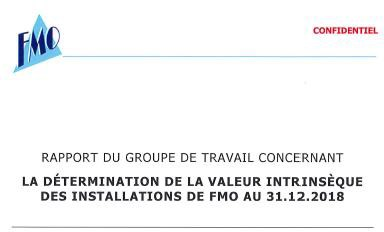 CONFIDENTIEL
FMO
RAPPORT DU GROUPE DE TRAVAIL CONCERNANT
LA DÉTERMINATION DE LA VALEUR INTRINSÈQUE
DES INSTALLATIONS DE FMO AU 31.12.2018